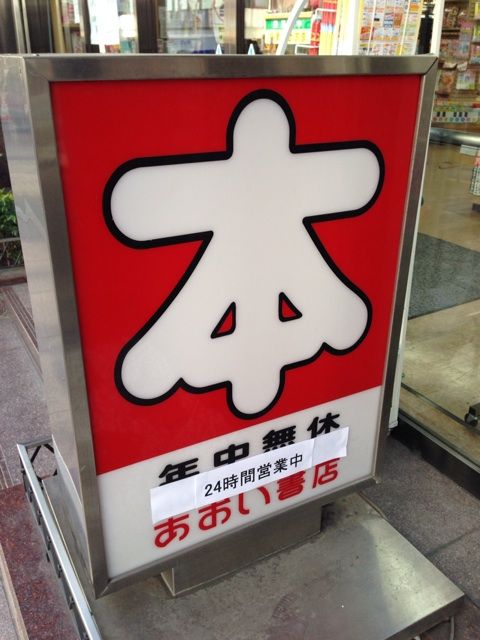 本
年中無休
24時間営業中
あおい書店